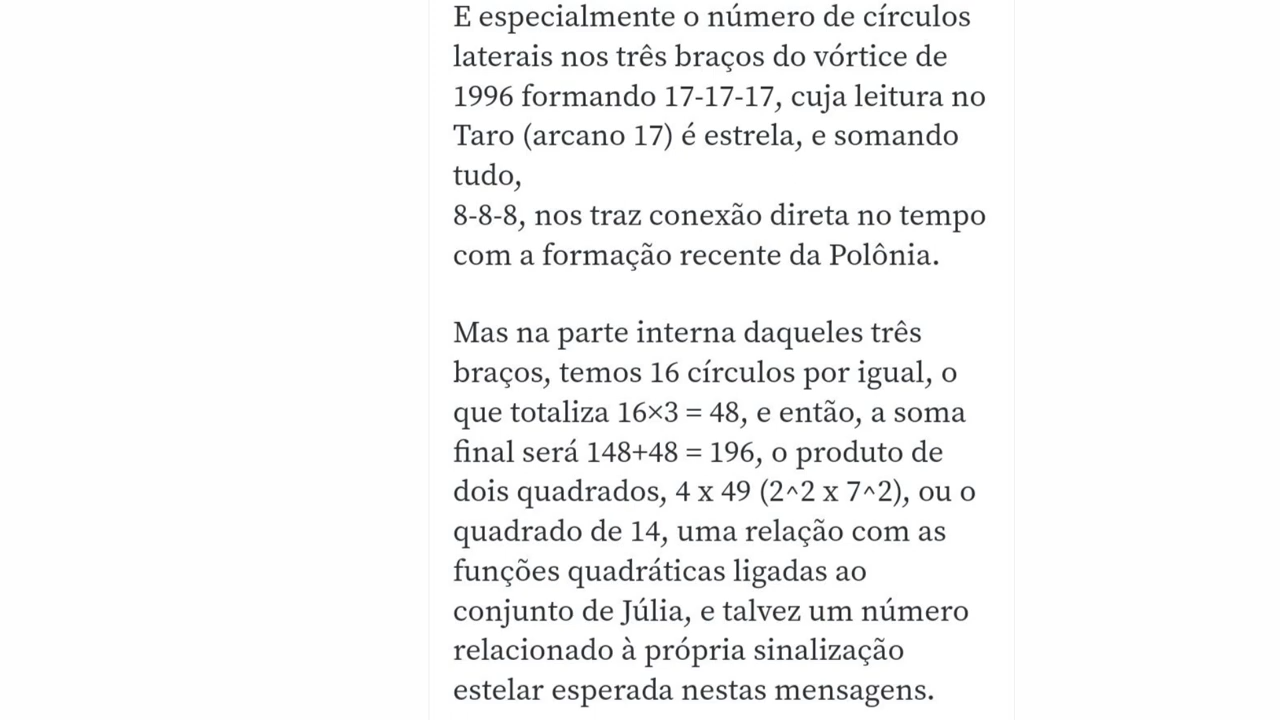 E especialmente o número de círculos
laterais nos três braços do vórtice de
1996 formando 17-17-17, cuja leitura no
Taro (arcano 17) é estrela, e somando
tudo,
8-8-8, nos traz conexão direta no tempo
com a formação recente da Polônia.
Mas na parte interna daqueles três
braços, temos 16 círculos por igual, o
que totaliza 16×3 = 48, e então, a soma
final será 148+48 = 196, o produto de
dois quadrados, 4 x 49 (2^2 x 7^2), ou o
quadrado de 14, uma relação com as
funções quadráticas ligadas ao
conjunto de Júlia, e talvez um número
relacionado à própria sinalização
estelar esperada nestas mensagens.